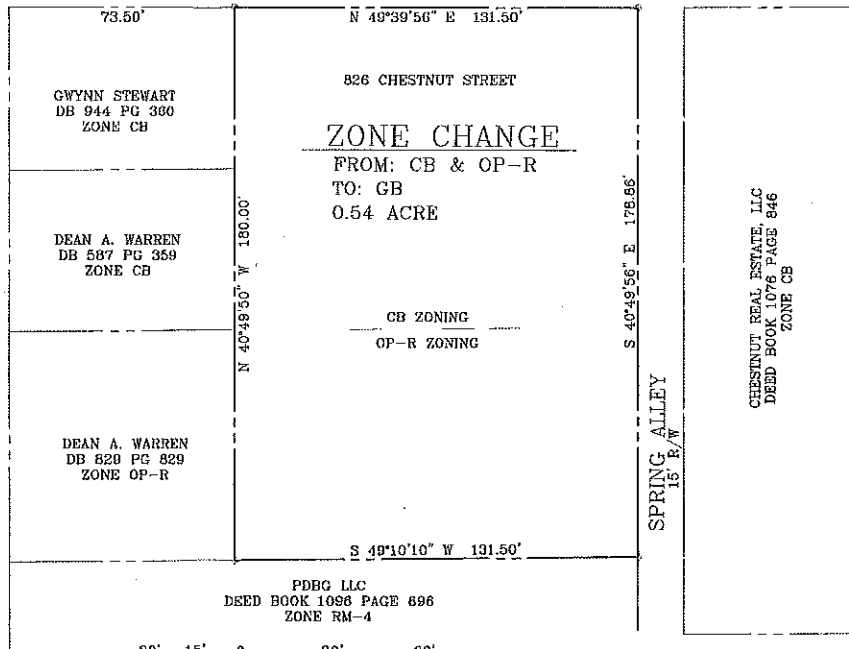 73.50'
N 49°39'56" E 131.50'
826 CHESTNUT STREET
GWYNN STEWART
DB 944 PG 360
ZONE CB
ZONE CHANGE
FROM: CB & OP-R
TO: GB
0.54 ACRE
N 40°49'50" W 180.00'
S 40°49'56" E 178.86'
DEAN A. WARREN
DB 587 PG 359
ZONE CB
CB ZONING
OP-R ZONING
CHESTNUT REAL ESTATE, LLC
DEED BOOK 1076 PAGE 846
ZONE CB
SPRING ALLEY
15' R/W
DEAN A. WARREN
DB 829 PG 829
ZONE OP-R
S 49°10'10" W 131.50'
PDBG LLC
DEED BOOK 1096 PAGE 696
ZONE RM-4